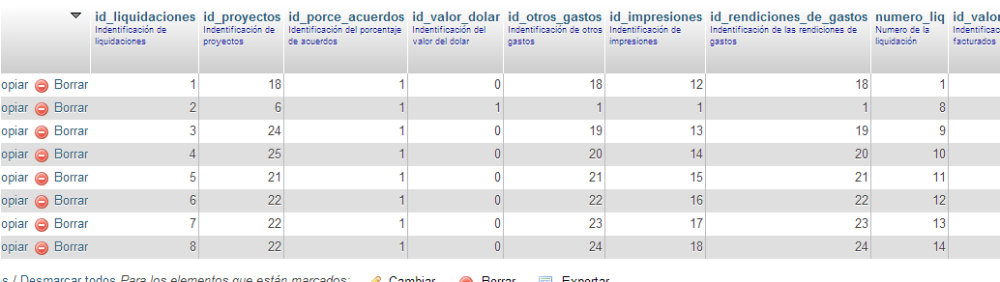 id_liquidaciones id_proyectos id_porce_acuerdos id_valor_dolar id_otros_gastos id_impresiones id_rendiciones_de_gastos numero_liq id_valor
Indentificación de liquidaciones Indentificación de proyectos Identificación del porcentaje de acuerdos Indentificación del valor del dolar Indentificación de otros gastos Indentificación de impresiones Indentificación de las rendiciones de gastos Numero de la liquidación Indentificac facturados
opiar Borrar 1 18 1 0 18 12 18 1
opiar Borrar 2 6 1 1 1 1 1 8
opiar Borrar 3 24 1 0 19 13 19 9
opiar Borrar 4 25 1 0 20 14 20 10
opiar Borrar 5 21 1 0 21 15 21 11
opiar Borrar 6 22 1 0 22 16 22 12
opiar Borrar 7 22 1 0 23 17 23 13
opiar Borrar 8 22 1 0 24 18 24 14
s / Desmarcar todos Para los elementos que están marcados: Cambiar Borrar Exportar